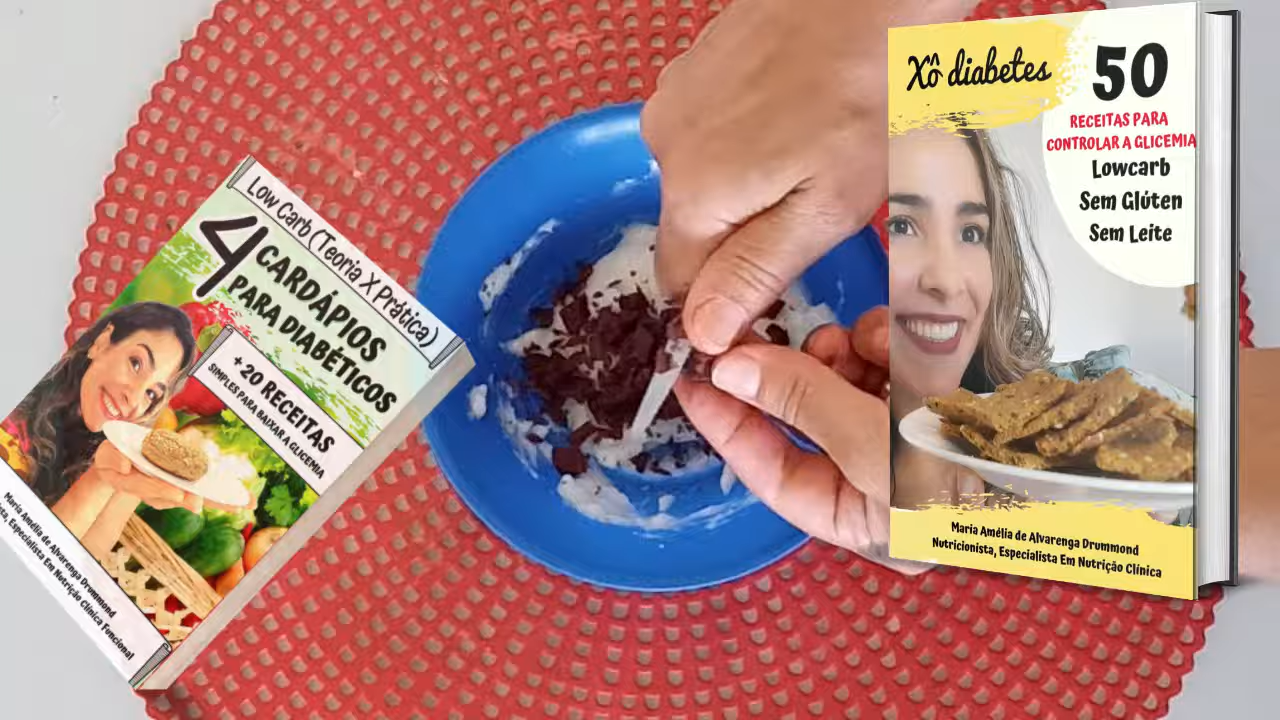 Low Carb (Teoria X Prática)
4 CARDÁPIOS
PARA DIABÉTICOS
+ 20 RECEITAS
SIMPLES PARA BAIXAR A GLICEMIA
Maria Amélia de Alvarenga Drummond
Especialista Em Nutrição Clínica Funcional
Xô diabetes
50
RECEITAS PARA
CONTROLAR A GLICEMIA
Lowcarb
Sem Glúten
Sem Leite
Maria Amélia de Alvarenga Drummond
Nutricionista, Especialista Em Nutrição Clínica